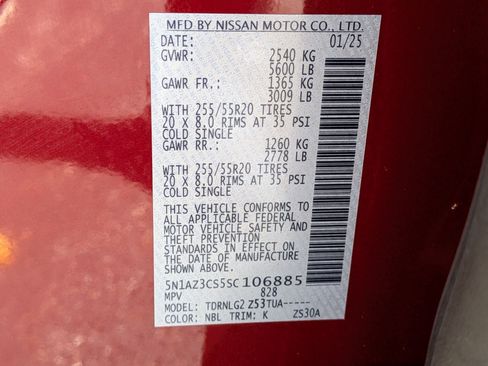 MFD BY NISSAN MOTOR CO., LTD.
DATE: 01/25
GVWR: 2540 KG
5600 LB
GAWR FR.: 1365 KG
3009 LB
WITH 255/55R20 TIRES
20 X 8.0 RIMS AT 35 PSI
COLD SINGLE
GAWR RR.: 1260 KG
2778 LB
WITH 255/55R20 TIRES
20 X 8.0 RIMS AT 35 PSI
COLD SINGLE
THIS VEHICLE CONFORMS TO
ALL APPLICABLE FEDERAL
MOTOR VEHICLE SAFETY AND
THEFT PREVENTION
STANDARDS IN EFFECT ON
THE DATE OF MANUFACTURE
SHOWN ABOVE.
5N1AZ3CS5SC106885
MPV 828
MODEL: TDRNLG2 Z53TUA-----
COLOR: NBL TRIM: K ZS30A